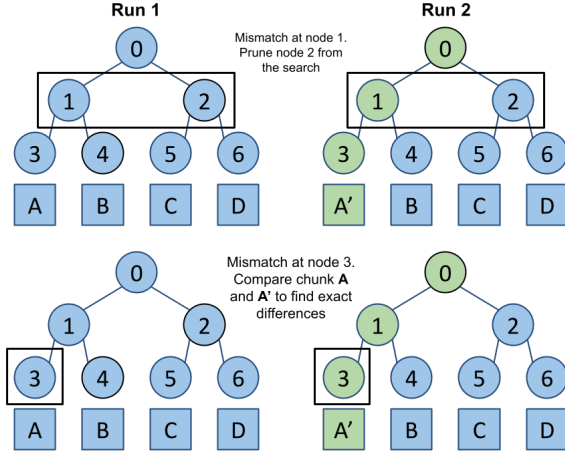 Run 1
Run 2
Mismatch at node 1.
Prune node 2 from
the search
0
0
1
2
1
2
3
4
5
6
3
4
5
6
A
B
C
D
A'
B
C
D
Mismatch at node 3.
Compare chunk A
and A' to find exact
differences
0
0
1
2
1
2
3
4
5
6
3
4
5
6
A
B
C
D
A'
B
C
D